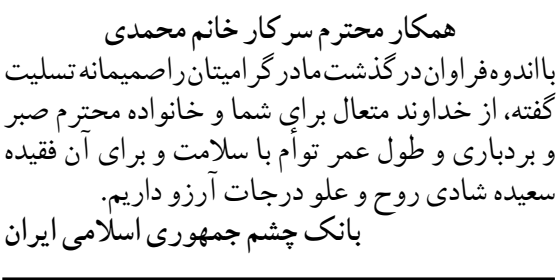 همکار محترم سرکار خانم محمدی
با اندوه فراوان درگذشت مادر گرامیتان را صمیمانه تسلیت
گفته، از خداوند متعال برای شما و خانواده محترم صبر
و بردباری و طول عمر توأم با سلامت و برای آن فقیده
سعیده شادی روح و علو درجات آرزو داریم.
بانک چشم جمهوری اسلامی ایران